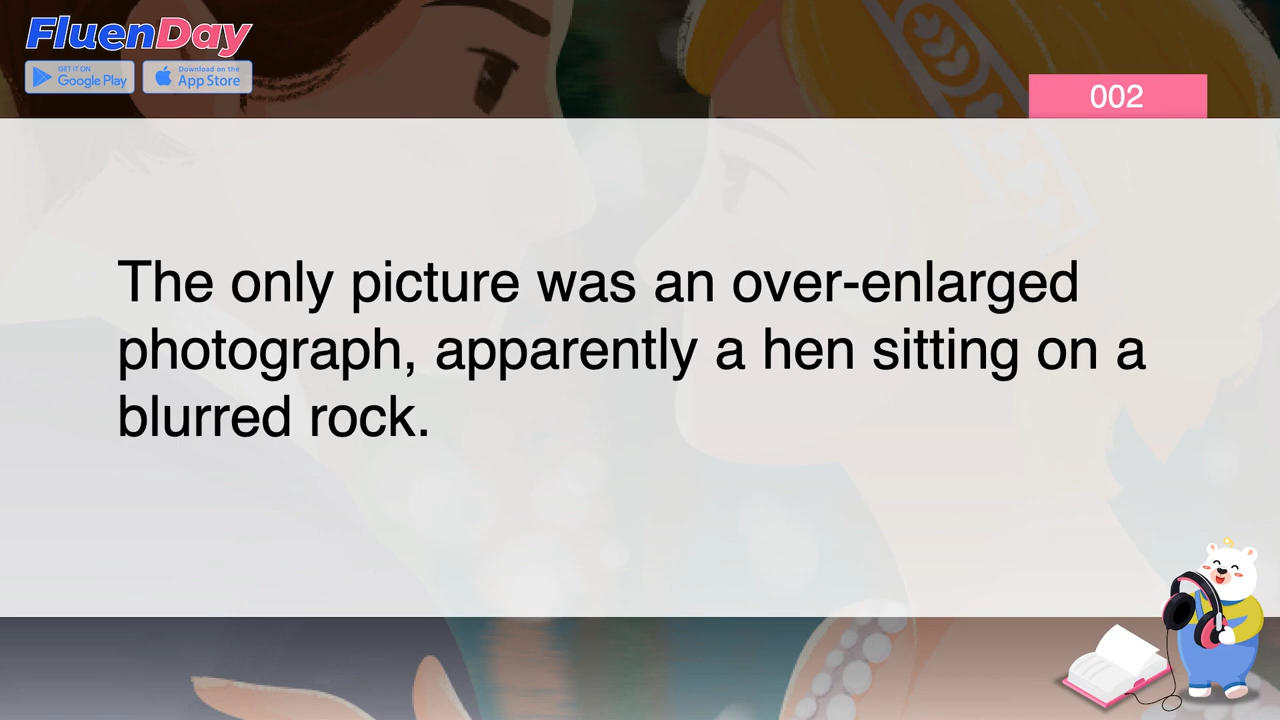 FluenDay
GET IT ON
Google Play
Download on the
App Store
002
The only picture was an over-enlarged
photograph, apparently a hen sitting on a
blurred rock.